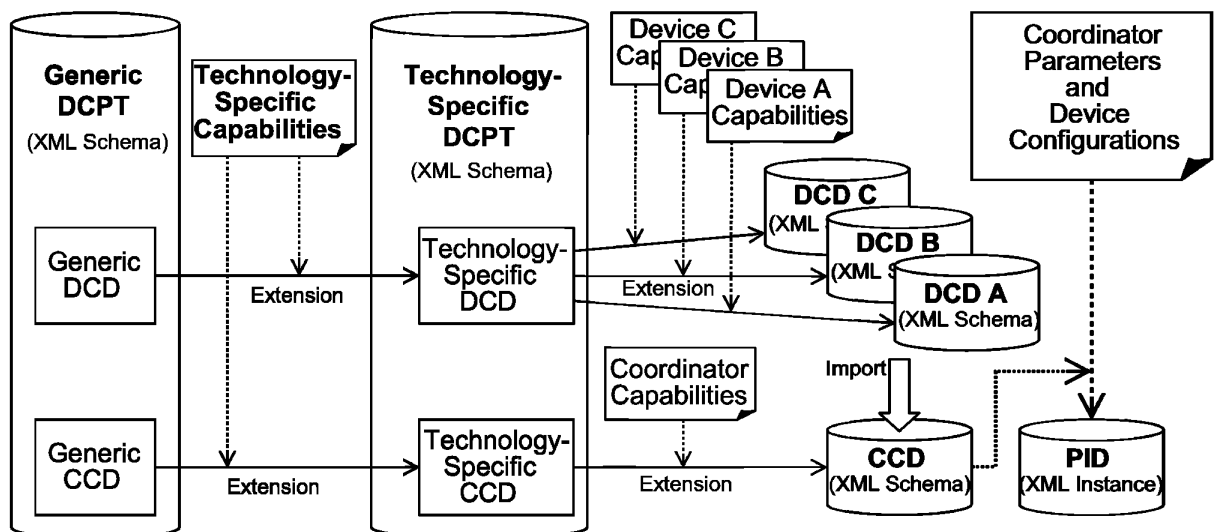 Generic
DCPT
(XML Schema)
Technology-
Specific
Capabilities
Technology-
Specific
DCPT
(XML Schema)
Device C
Cap
Device B
Cap
Device A
Capabilities
Coordinator
Parameters
and
Device
Configurations
DCD C
(XML
DCD B
(XML S
DCD A
(XML Schema)
Generic
DCD
Extension
Technology-
Specific
DCD
Extension
Coordinator
Capabilities
Import
Generic
CCD
Extension
Technology-
Specific
CCD
Extension
CCD
(XML Schema)
PID
(XML Instance)